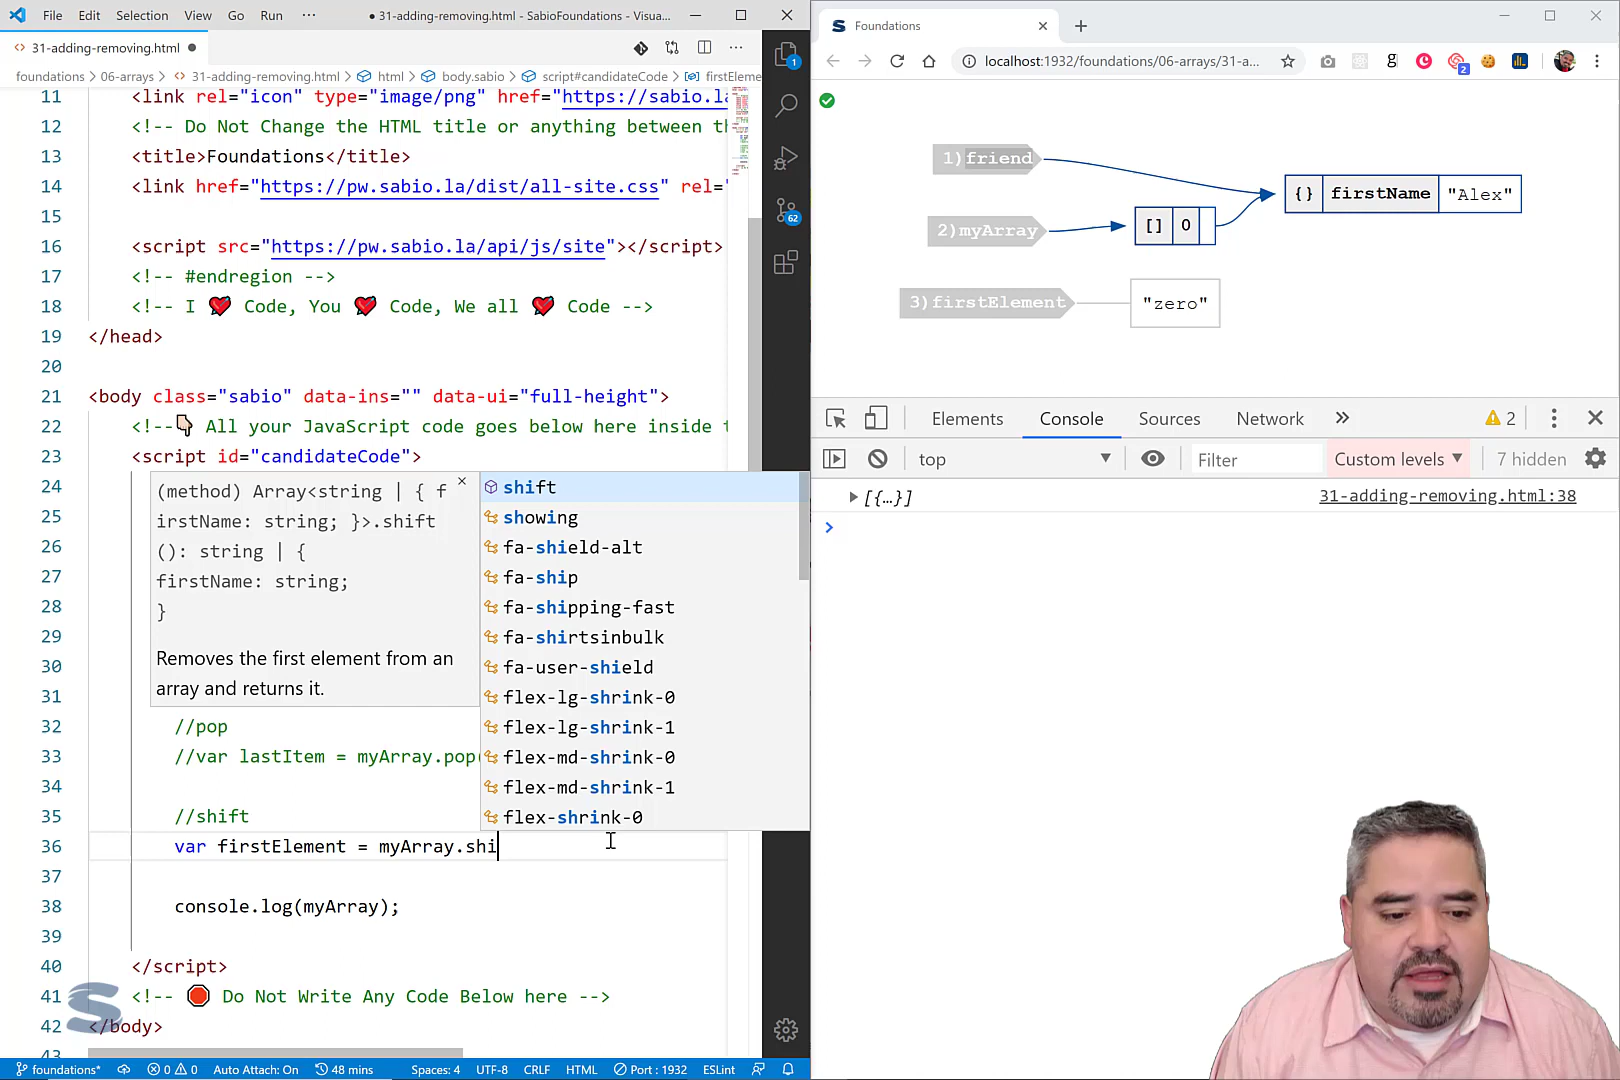 File Edit Selection View Go Run ··· ● 31-adding-removing.html - SabioFoundations - Visua...
31-adding-removing.html ●
foundations > 06-arrays > 31-adding-removing.html > html > body.sabio > script#candidateCode > firstEleme
11 <link rel="icon" type="image/png" href="https://sabio.la
12 <!-- Do Not Change the HTML title or anything between th
13 <title>Foundations</title>
14 <link href="https://pw.sabio.la/dist/all-site.css" rel="
15
16 <script src="https://pw.sabio.la/api/js/site"></script>
17 <!-- #endregion -->
18 <!-- I 💘 Code, You 💘 Code, We all 💘 Code -->
19 </head>
20
21 <body class="sabio" data-ins="" data-ui="full-height">
22 <!--👇 All your JavaScript code goes below here inside t
23 <script id="candidateCode">
24
25
26
27
28
29
30
31
(method) Array<string | { f
irstName: string; }>.shift
(): string | {
firstName: string;
}
Removes the first element from an
array and returns it.
shift
showing
fa-shield-alt
fa-ship
fa-shipping-fast
fa-shirtsinbulk
fa-user-shield
flex-lg-shrink-0
flex-lg-shrink-1
flex-md-shrink-0
flex-md-shrink-1
flex-shrink-0
32 //pop
33 //var lastItem = myArray.pop(
34
35 //shift
36 var firstElement = myArray.shi
37
38 console.log(myArray);
39
40 </script>
41 <!-- 🛑 Do Not Write Any Code Below here -->
42 </body>
43
1
62
foundations* 0 0 Auto Attach: On 48 mins Spaces: 4 UTF-8 CRLF HTML Port : 1932 ESLint
Foundations
localhost:1932/foundations/06-arrays/31-a...
g
2
1)friend
{} firstName "Alex"
2)myArray
[] 0
3)firstElement
"zero"
Elements Console Sources Network » 2
top Filter Custom levels 7 hidden
[{…}] 31-adding-removing.html:38